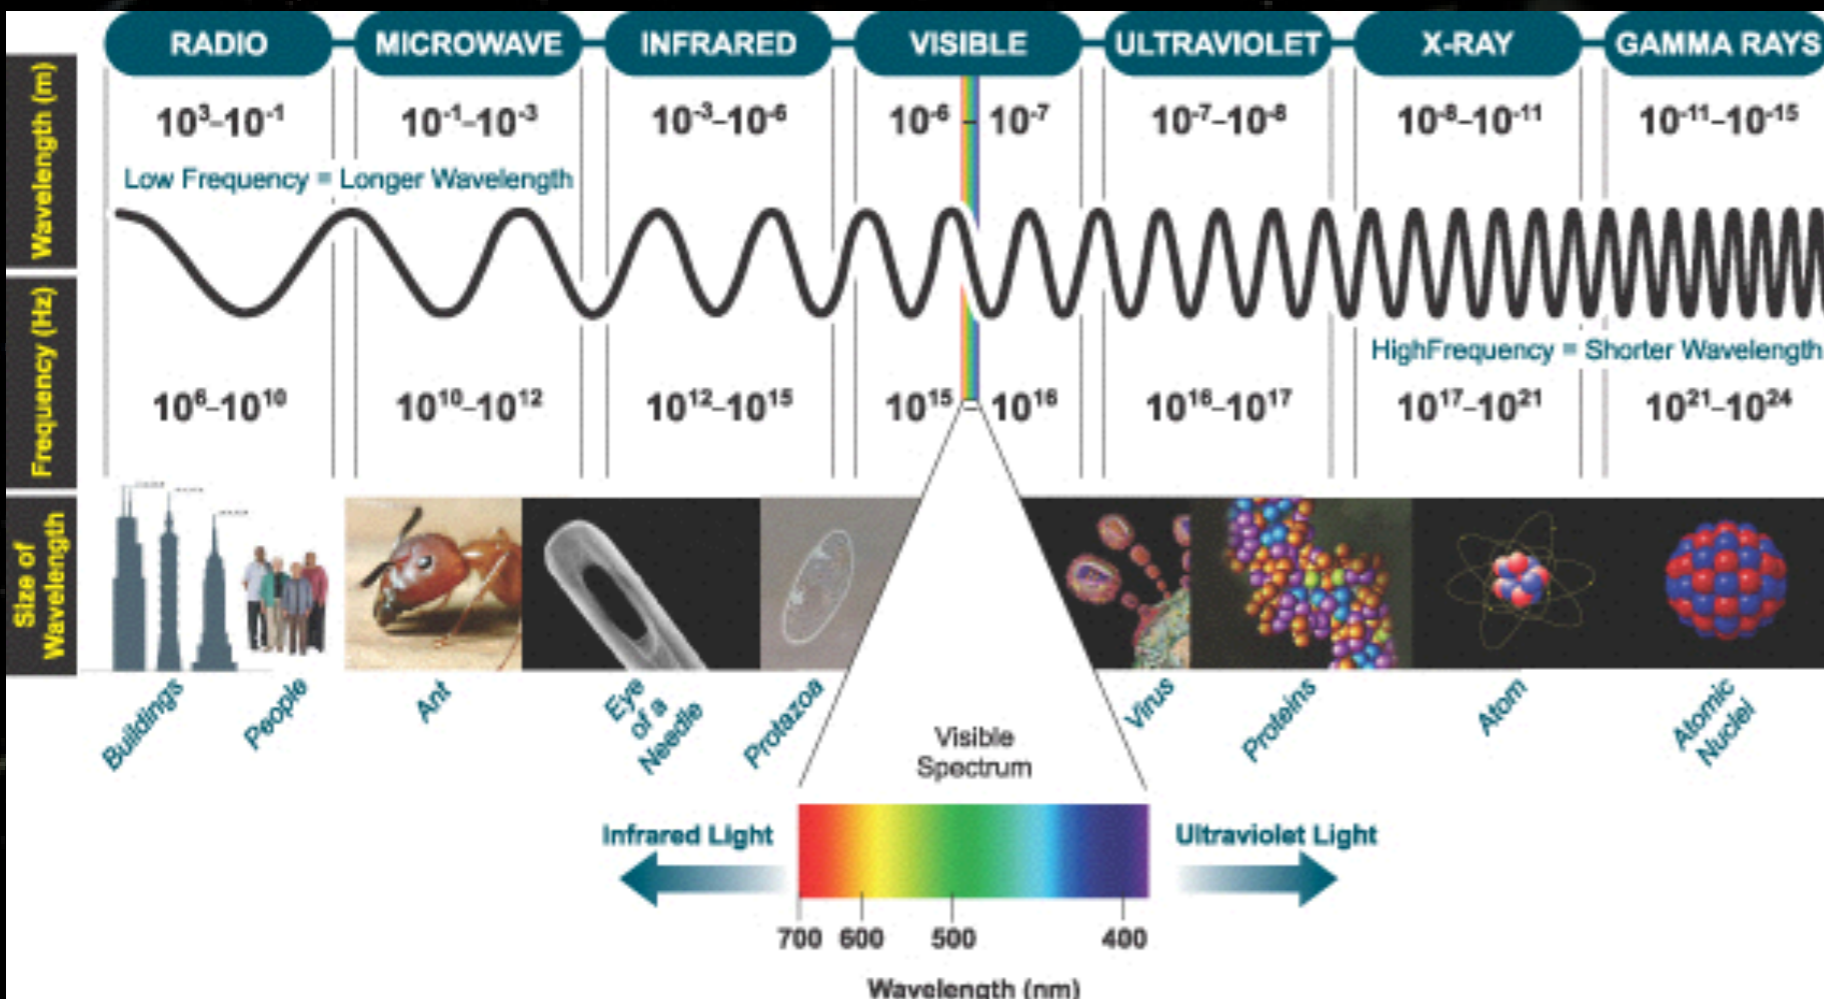 RADIO
MICROWAVE
INFRARED
VISIBLE
ULTRAVIOLET
X-RAY
GAMMA RAYS
Wavelength (m)
10³–10⁻¹
10⁻¹–10⁻³
10⁻³–10⁻⁶
10⁻⁶ – 10⁻⁷
10⁻⁷–10⁻⁸
10⁻⁸–10⁻¹¹
10⁻¹¹–10⁻¹⁵
Low Frequency = Longer Wavelength
HighFrequency = Shorter Wavelength
Frequency (Hz)
10⁶–10¹⁰
10¹⁰–10¹²
10¹²–10¹⁵
10¹⁵ – 10¹⁶
10¹⁶–10¹⁷
10¹⁷–10²¹
10²¹–10²⁴
Size of
Wavelength
Buildings
People
Ant
Eye
of a
Needle
Protazoa
Virus
Proteins
Atom
Atomic
Nuclei
Visible
Spectrum
Infrared Light
Ultraviolet Light
700 600 500 400
Wavelength (nm)